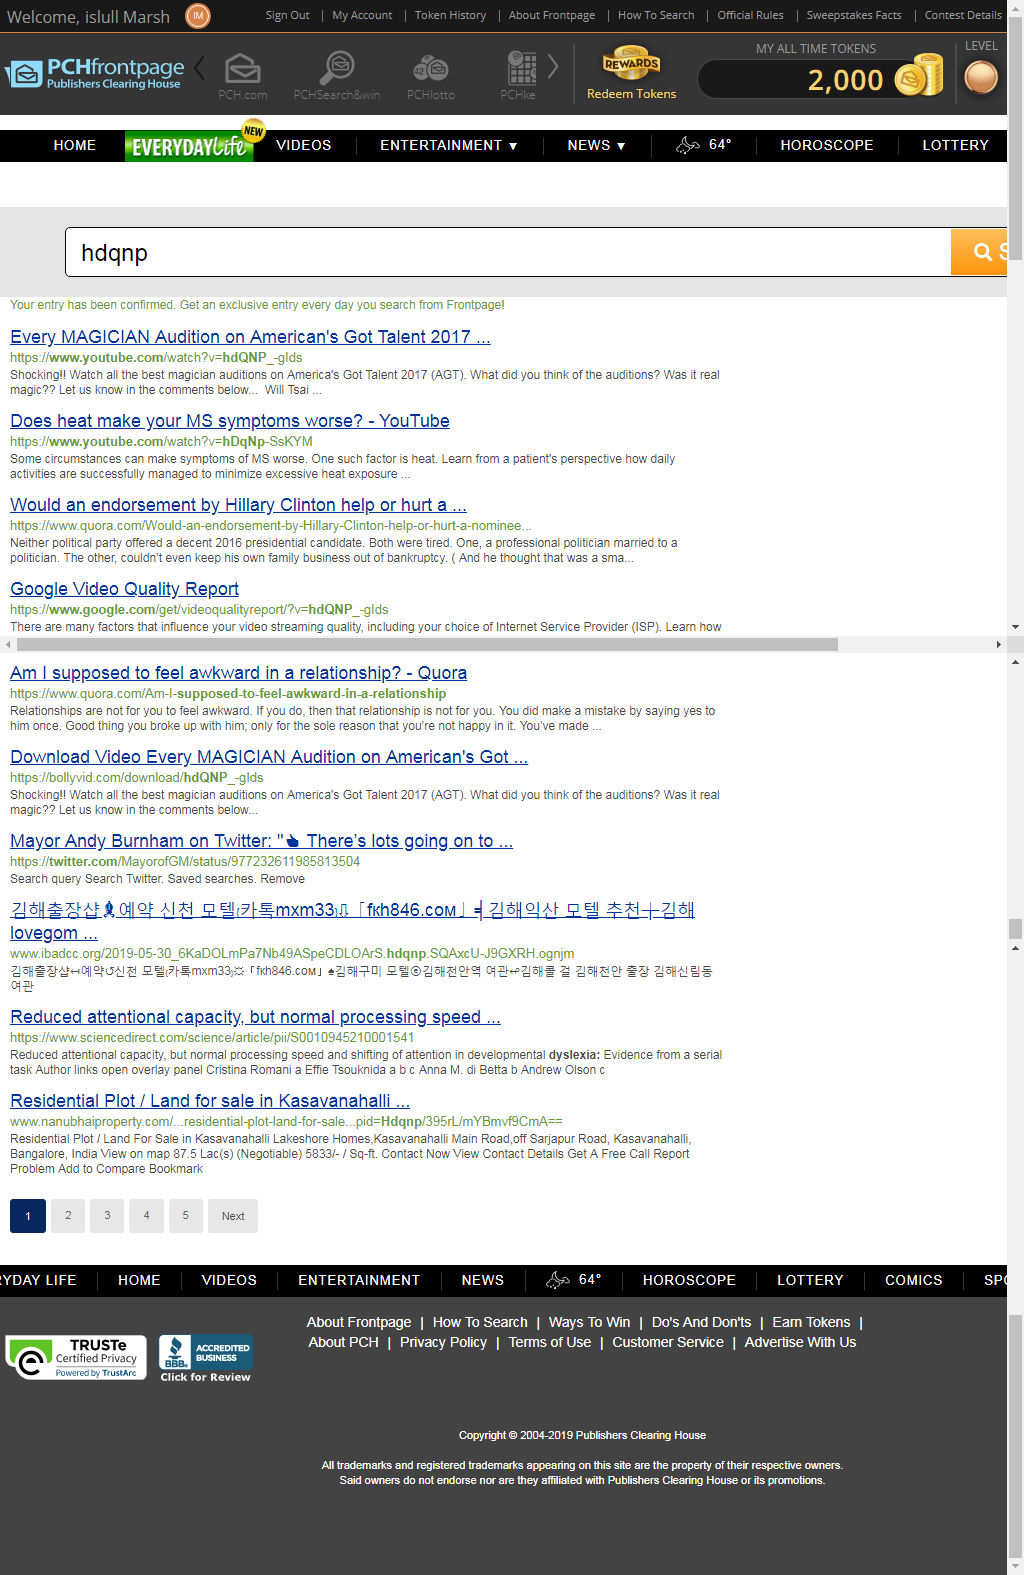 Welcome, islull Marsh IM Sign Out | My Account | Token History | About Frontpage | How To Search | Official Rules | Sweepstakes Facts | Contest Details
PCHfrontpage
Publishers Clearing House
PCH.com PCHSearch&win PCHlotto PCHke
REWARDS
Redeem Tokens
MY ALL TIME TOKENS
2,000
LEVEL
HOME EVERYDAY Life NEW VIDEOS ENTERTAINMENT ▼ NEWS ▼ 64° HOROSCOPE LOTTERY
hdqnp S
Your entry has been confirmed. Get an exclusive entry every day you search from Frontpage!
Every MAGICIAN Audition on American's Got Talent 2017 ...
https://www.youtube.com/watch?v=hdQNP_-glds
Shocking!! Watch all the best magician auditions on America's Got Talent 2017 (AGT). What did you think of the auditions? Was it real
magic?? Let us know in the comments below... Will Tsai ...
Does heat make your MS symptoms worse? - YouTube
https://www.youtube.com/watch?v=hDqNp-SsKYM
Some circumstances can make symptoms of MS worse. One such factor is heat. Learn from a patient's perspective how daily
activities are successfully managed to minimize excessive heat exposure ...
Would an endorsement by Hillary Clinton help or hurt a ...
https://www.quora.com/Would-an-endorsement-by-Hillary-Clinton-help-or-hurt-a-nominee...
Neither political party offered a decent 2016 presidential candidate. Both were tired. One, a professional politician married to a
politician. The other, couldn't even keep his own family business out of bankruptcy. ( And he thought that was a sma...
Google Video Quality Report
https://www.google.com/get/videoqualityreport/?v=hdQNP_-glds
There are many factors that influence your video streaming quality, including your choice of Internet Service Provider (ISP). Learn how
Am I supposed to feel awkward in a relationship? - Quora
https://www.quora.com/Am-I-supposed-to-feel-awkward-in-a-relationship
Relationships are not for you to feel awkward. If you do, then that relationship is not for you. You did make a mistake by saying yes to
him once. Good thing you broke up with him; only for the sole reason that you're not happy in it. You've made ...
Download Video Every MAGICIAN Audition on American's Got ...
https://bollyvid.com/download/hdQNP_-glds
Shocking!! Watch all the best magician auditions on America's Got Talent 2017 (AGT). What did you think of the auditions? Was it real
magic?? Let us know in the comments below...
Mayor Andy Burnham on Twitter: " There's lots going on to ...
https://twitter.com/MayorofGM/status/977232611985813504
Search query Search Twitter. Saved searches. Remove
김해출장샵예약 신천 모텔카톡mxm33「fкh846.coм」╡김해익산 모텔 추천┽김해
lovegom ...
www.ibadcc.org/2019-05-30_6KaDOLmPa7Nb49ASpeCDLOArS.hdqnp.SQAxcU-J9GXRH.ognjm
김해출장샵↤예약↺신천 모텔카톡mxm33☼「fкh846.coм」♠김해구미 모텔⦿김해천안역 여관↫김해콜 걸 김해천안 출장 김해신림동
여관
Reduced attentional capacity, but normal processing speed ...
https://www.sciencedirect.com/science/article/pii/S0010945210001541
Reduced attentional capacity, but normal processing speed and shifting of attention in developmental dyslexia: Evidence from a serial
task Author links open overlay panel Cristina Romani a Effie Tsouknida a b c Anna M. di Betta b Andrew Olson c
Residential Plot / Land for sale in Kasavanahalli ...
www.nanubhaiproperty.com/...residential-plot-land-for-sale...pid=Hdqnp/395rL/mYBmvf9CmA==
Residential Plot / Land For Sale in Kasavanahalli Lakeshore Homes,Kasavanahalli Main Road,off Sarjapur Road, Kasavanahalli,
Bangalore, India View on map 87.5 Lac(s) (Negotiable) 5833/- / Sq-ft. Contact Now View Contact Details Get A Free Call Report
Problem Add to Compare Bookmark
1 2 3 4 5 Next
RYDAY LIFE HOME VIDEOS ENTERTAINMENT NEWS 64° HOROSCOPE LOTTERY COMICS SPO
About Frontpage | How To Search | Ways To Win | Do's And Don'ts | Earn Tokens |
About PCH | Privacy Policy | Terms of Use | Customer Service | Advertise With Us
TRUSTe
Certified Privacy
Powered by TrustArc
BBB.
ACCREDITED
BUSINESS
Click for Review
Copyright © 2004-2019 Publishers Clearing House
All trademarks and registered trademarks appearing on this site are the property of their respective owners.
Said owners do not endorse nor are they affiliated with Publishers Clearing House or its promotions.